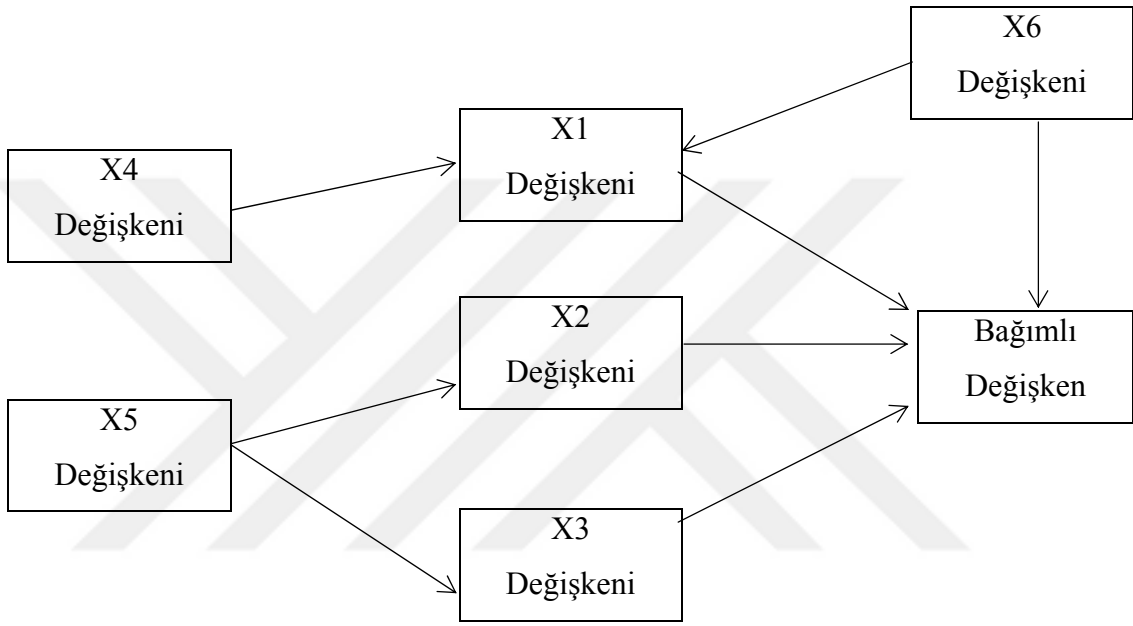 X6
Değişkeni
X1
Değişkeni
X4
Değişkeni
X2
Değişkeni
Bağımlı
Değişken
X5
Değişkeni
X3
Değişkeni